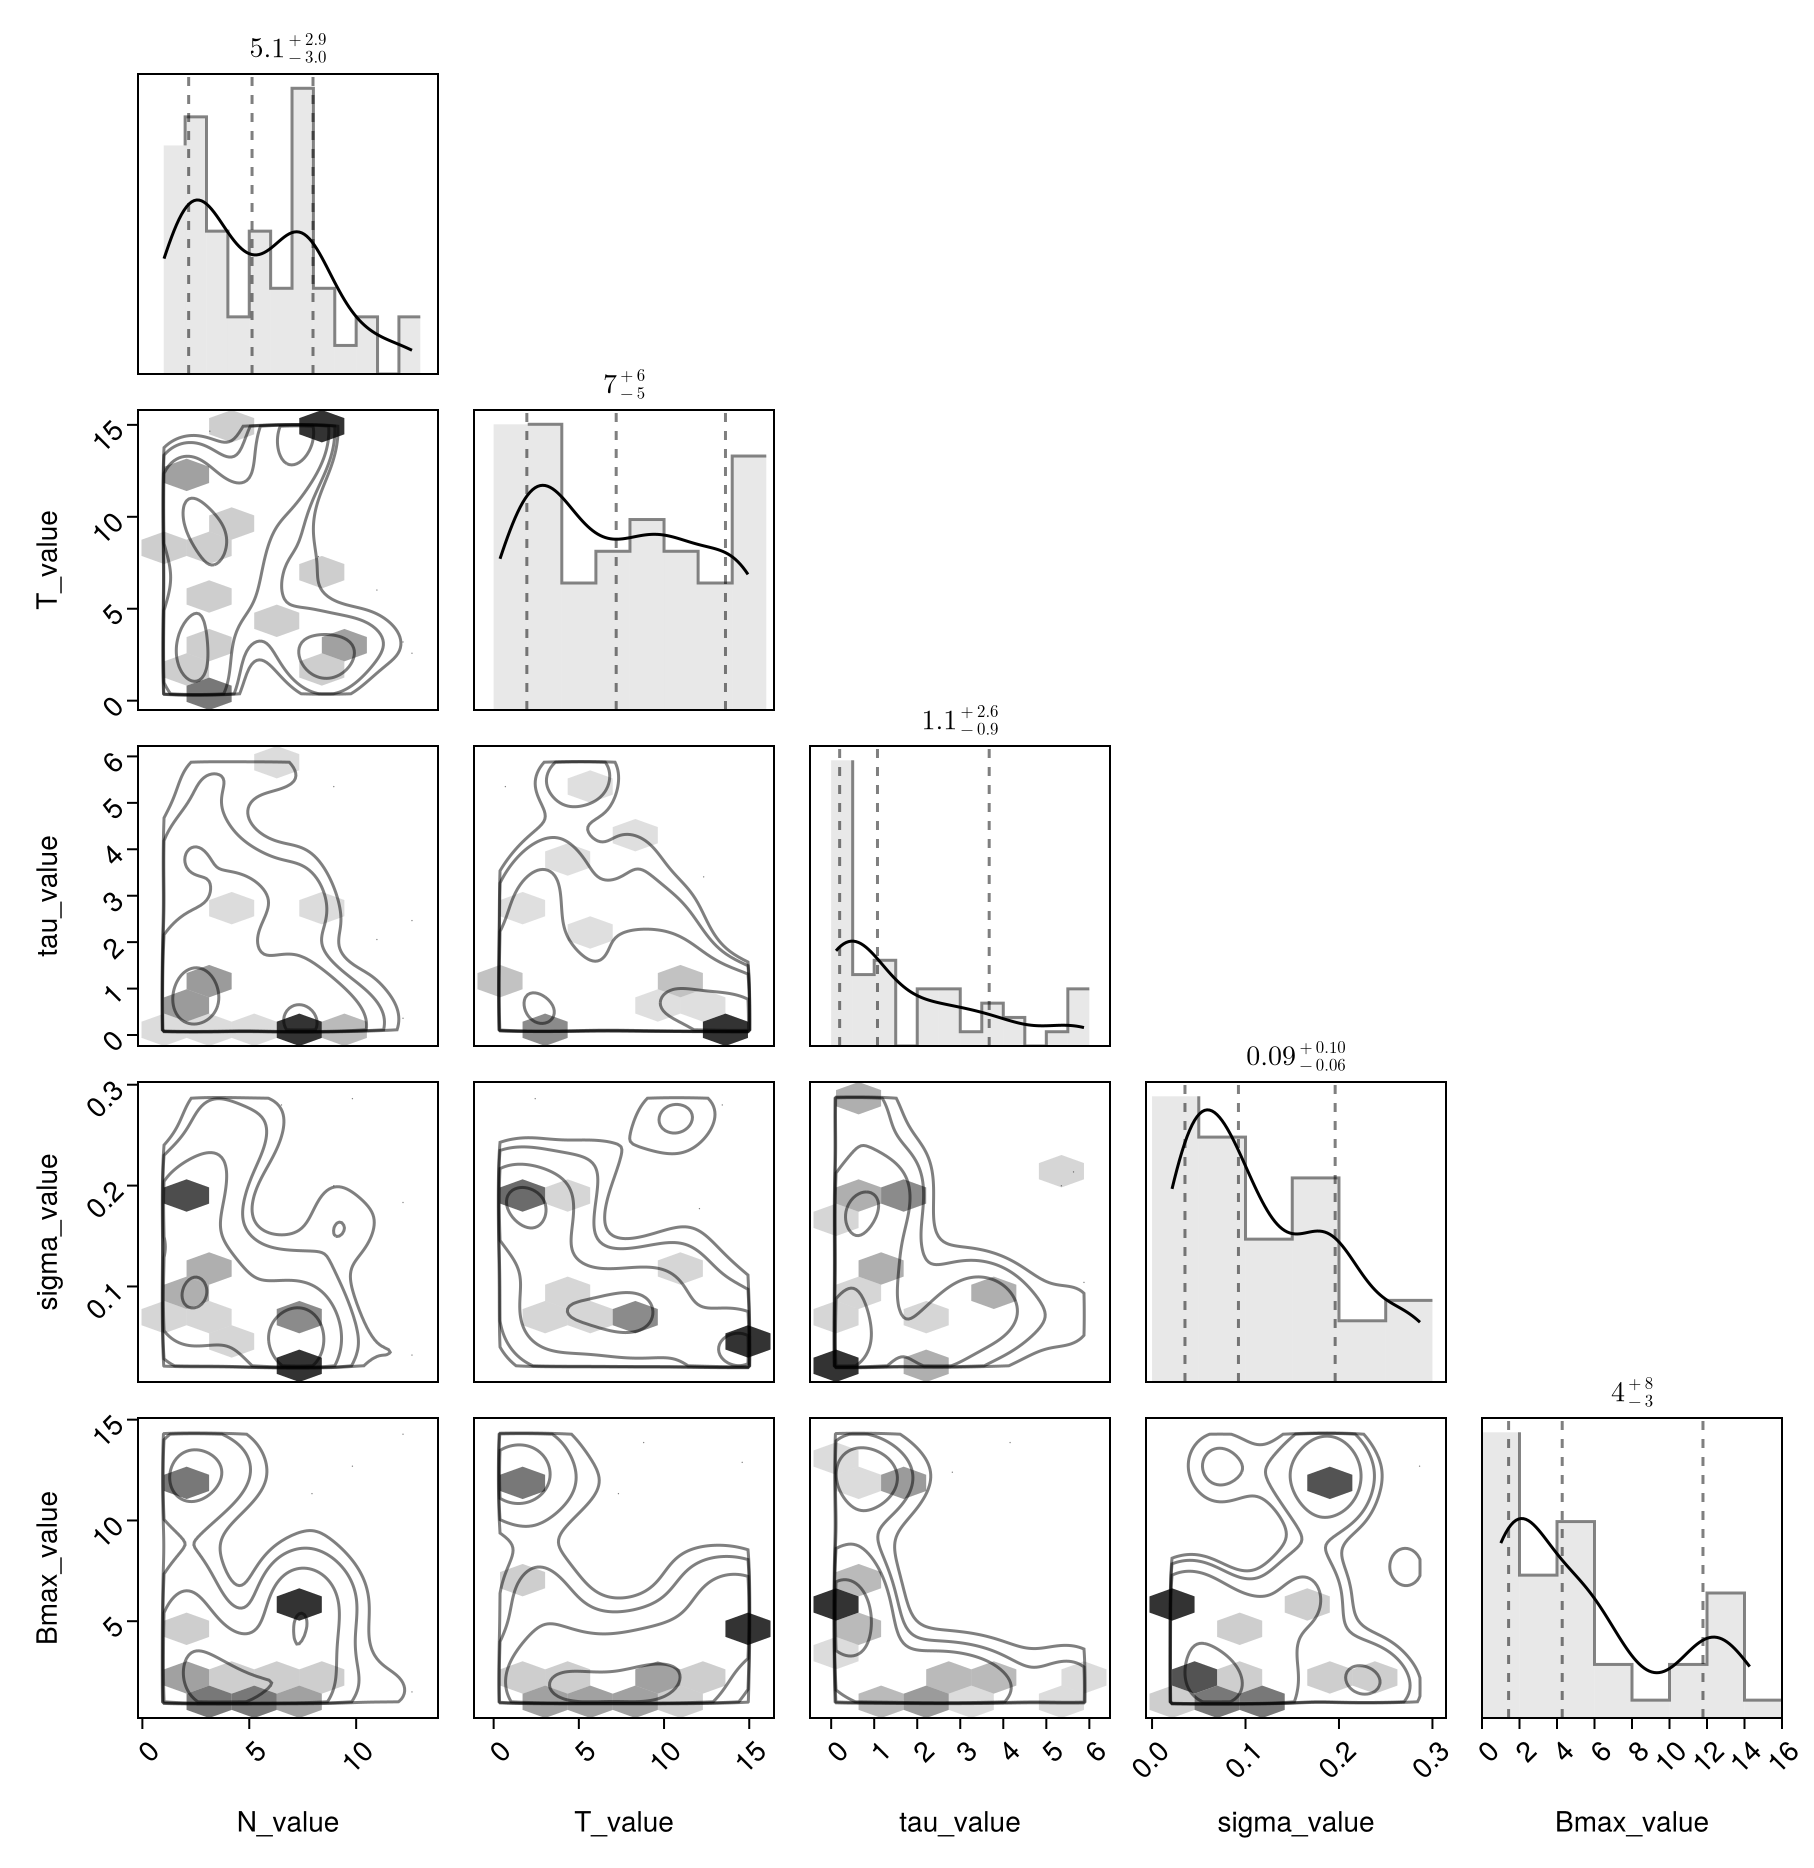 5.1 +2.9 −3.0
15
10
5
0
T_value
7 +6 −5
6
5
4
3
2
1
0
tau_value
1.1 +2.6 −0.9
0.3
0.2
0.1
sigma_value
0.09 +0.10 −0.06
15
10
5
Bmax_value
4 +8 −3
0 5 10
0 5 10 15
0 1 2 3 4 5 6
0.0 0.1 0.2 0.3
0 2 4 6 8 10 12 14 16
N_value
T_value
tau_value
sigma_value
Bmax_value